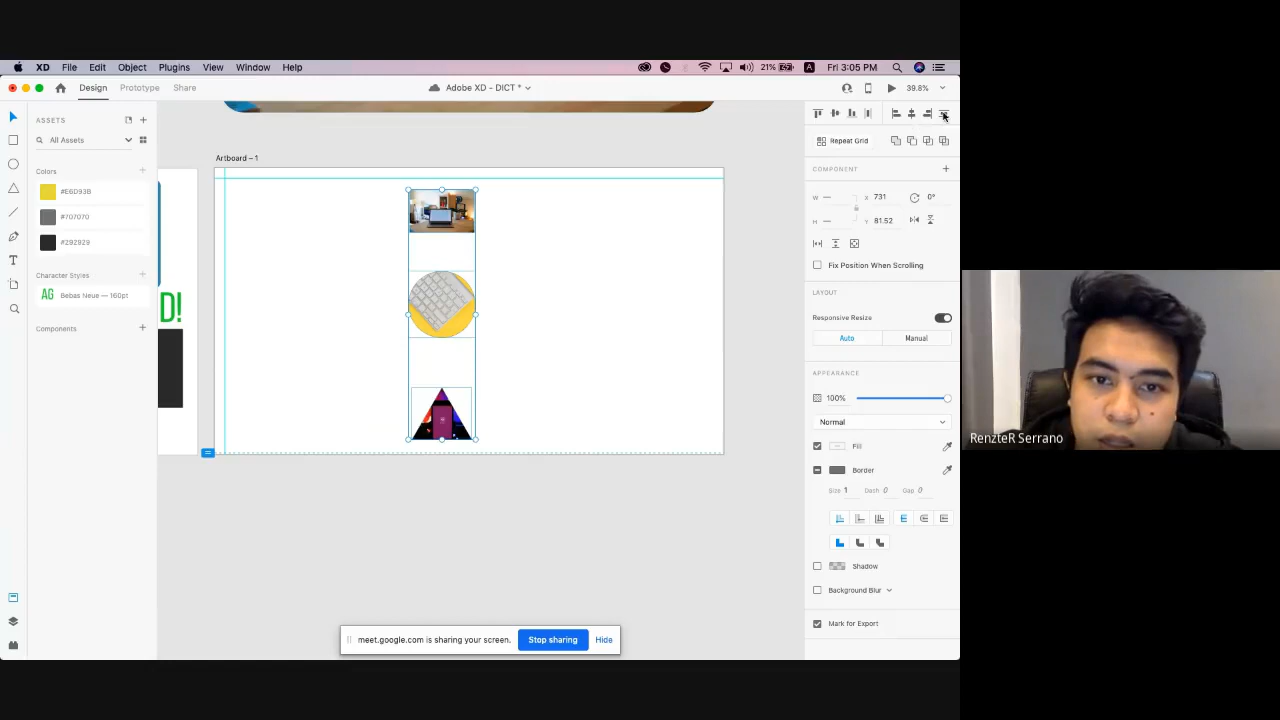 XD File Edit Object Plugins View Window Help
21% A Fri 3:05 PM
Design Prototype Share
Adobe XD - DICT *
39.8%
ASSETS
All Assets
Colors
#E6D93B
#707070
#292929
Character Styles
AG Bebas Neue — 160pt
Components
D!
Artboard – 1
Repeat Grid
COMPONENT
W — X 731 0°
H — Y 81.52
Fix Position When Scrolling
LAYOUT
Responsive Resize
Auto Manual
APPEARANCE
100%
Normal
Fill
Border
Size 1 Dash 0 Gap 0
Shadow
Background Blur
Mark for Export
meet.google.com is sharing your screen. Stop sharing Hide
RenzteR Serrano